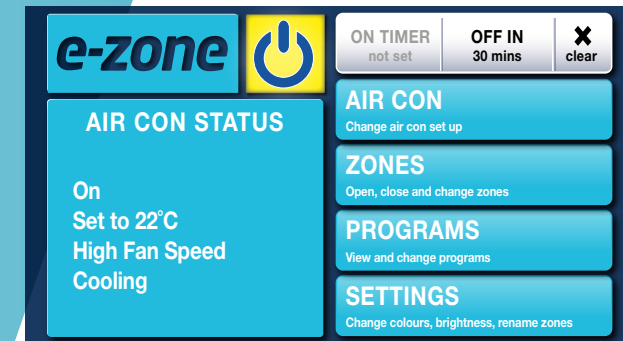 e-zone
ON TIMER
not set
OFF IN
30 mins
✖
clear
AIR CON STATUS
On
Set to 22°C
High Fan Speed
Cooling
AIR CON
Change air con set up
ZONES
Open, close and change zones
PROGRAMS
View and change programs
SETTINGS
Change colours, brightness, rename zones